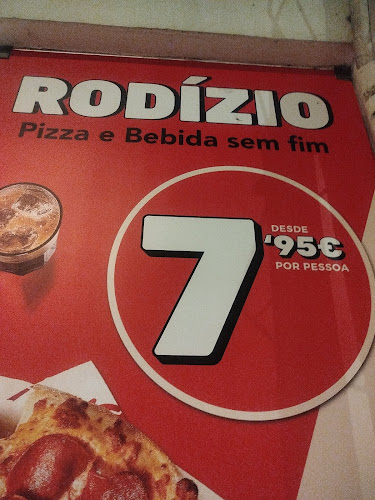 RODÍZIO
Pizza e Bebida sem fim
DESDE
7'95€
POR PESSOA